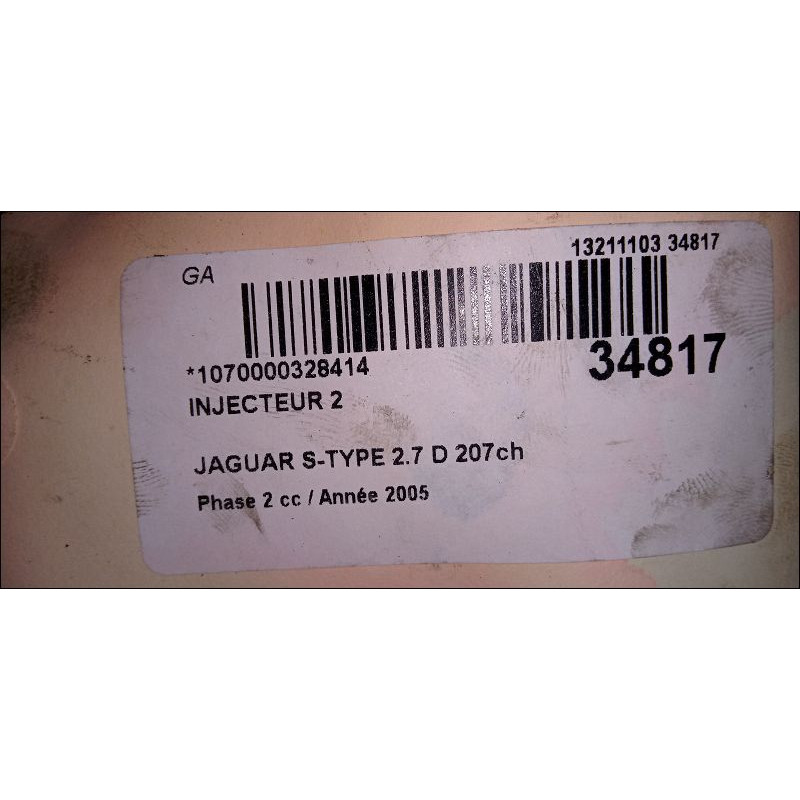 GA
13211103 34817
*1070000328414
34817
INJECTEUR 2
JAGUAR S-TYPE 2.7 D 207ch
Phase 2 cc / Année 2005